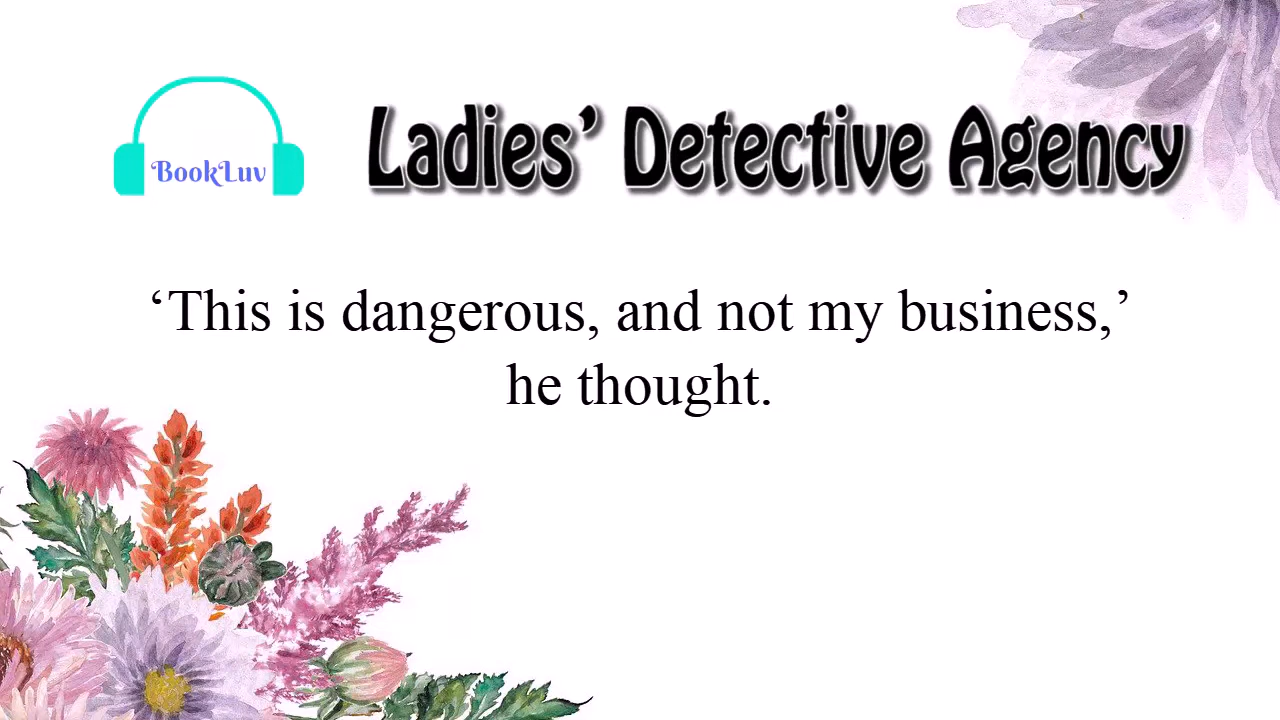 BookLuv
Ladies’ Detective Agency
‘This is dangerous, and not my business,’
he thought.